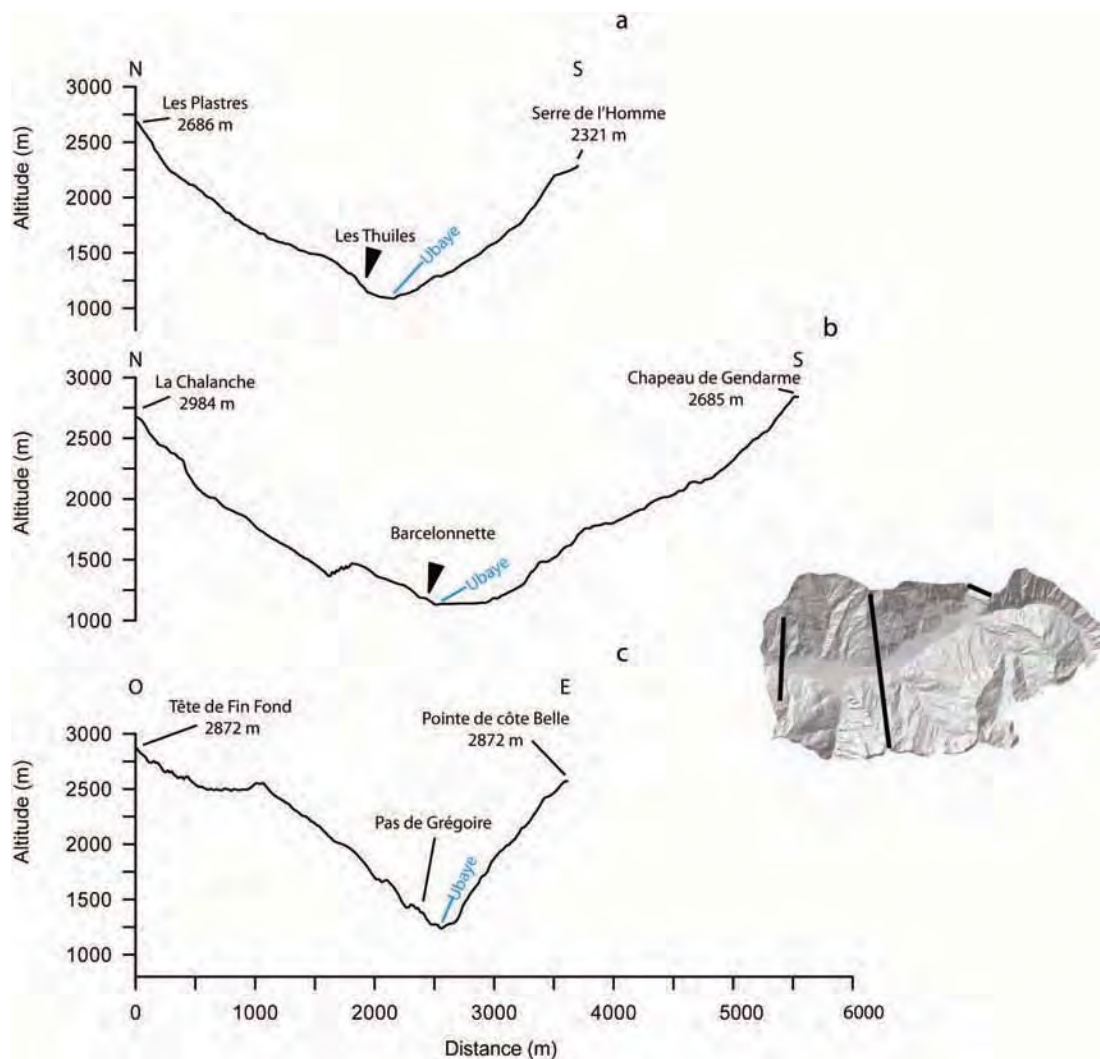 a
N
S
3000
Les Plastres
2686 m
Serre de l'Homme
2321 m
2500
2000
Altitude (m)
Les Thuiles
Ubaye
1500
1000
b
N
S
3000
La Chalanche
2984 m
Chapeau de Gendarme
2685 m
2500
2000
Altitude (m)
Barcelonnette
Ubaye
1500
1000
c
O
E
Tête de Fin Fond
2872 m
Pointe de côte Belle
2872 m
3000
2500
Altitude (m)
2000
Pas de Grégoire
Ubaye
1500
1000
0 1000 2000 3000 4000 5000 6000
Distance (m)